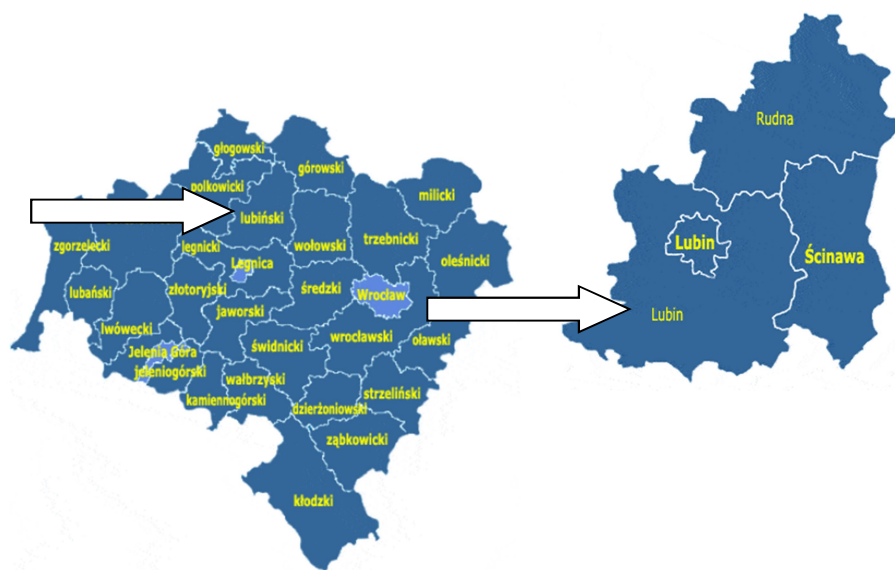 głogowski
górowski
polkowicki
milicki
lubiński
trzebnicki
wołowski
zgorzelecki
legnicki
Legnica
oleśnicki
lubański
złotoryjski
średzki
Wrocław
jaworski
lwówecki
wrocławski
oławski
świdnicki
Jelenia Góra
jeleniogórski
wałbrzyski
strzeliński
kamiennogórski
dzierżoniowski
ząbkowicki
kłodzki
Rudna
Lubin
Ścinawa
Lubin